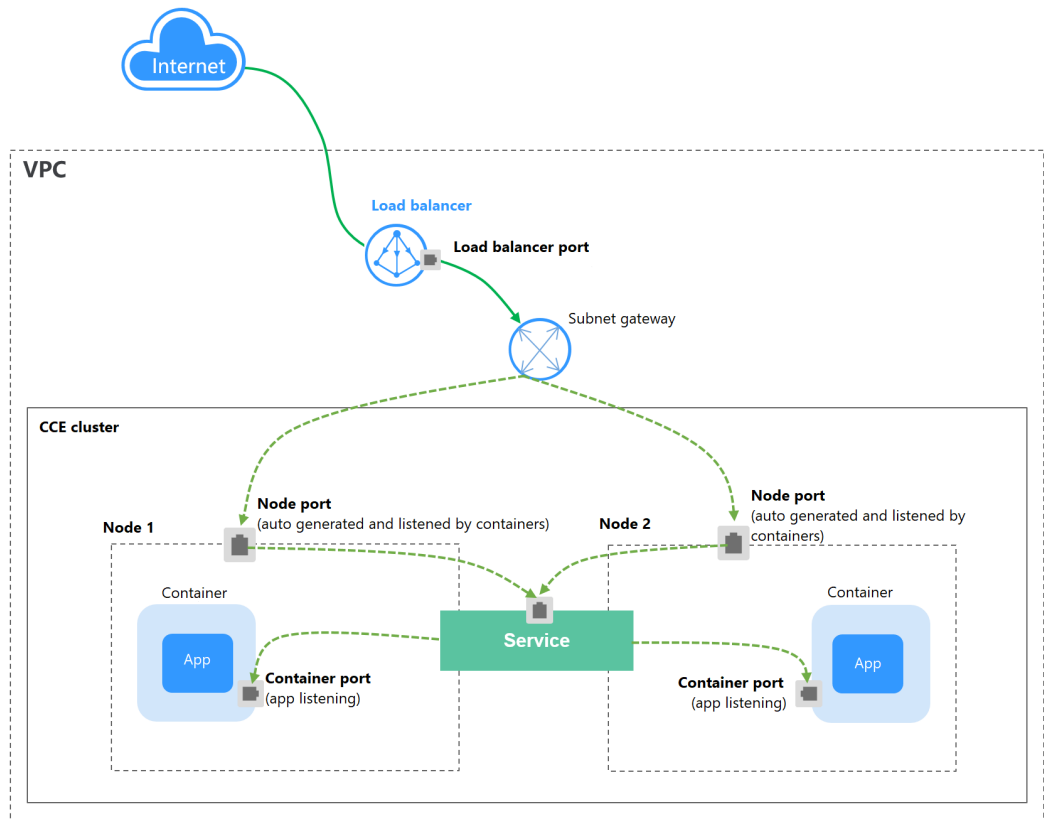 Internet
VPC
Load balancer
Load balancer port
Subnet gateway
CCE cluster
Node port
(auto generated and listened by containers)
Node 1
Node port
(auto generated and listened by
containers)
Node 2
Container
App
Container port
(app listening)
Service
Container
App
Container port
(app listening)